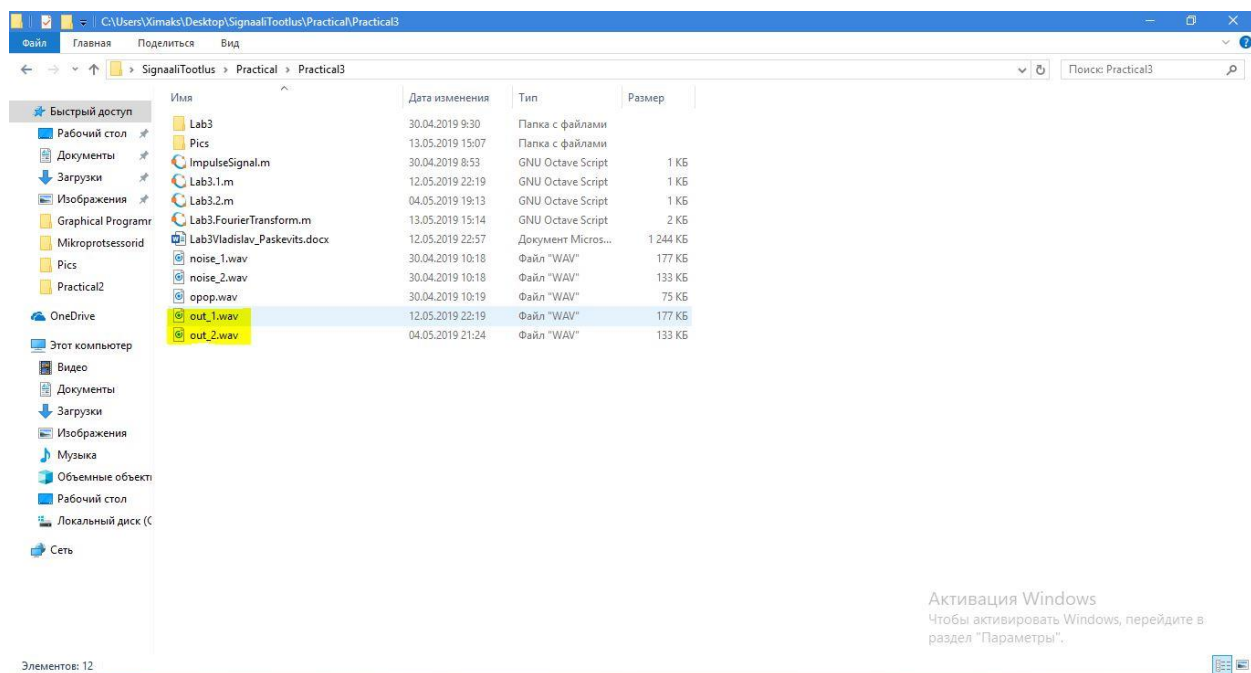 C:\Users\Ximaks\Desktop\SignaaliTootlus\Practical\Practical3
Файл Главная Поделиться Вид
SignaaliTootlus > Practical > Practical3 Поиск: Practical3
Имя Дата изменения Тип Размер
Быстрый доступ
Рабочий стол
Документы
Загрузки
Изображения
Graphical Programr
Mikroprotsessorid
Pics
Practical2
OneDrive
Этот компьютер
Видео
Документы
Загрузки
Изображения
Музыка
Объемные объекты
Рабочий стол
Локальный диск (C
Сеть
Lab3 30.04.2019 9:30 Папка с файлами
Pics 13.05.2019 15:07 Папка с файлами
ImpulseSignal.m 30.04.2019 8:53 GNU Octave Script 1 КБ
Lab3.1.m 12.05.2019 22:19 GNU Octave Script 1 КБ
Lab3.2.m 04.05.2019 19:13 GNU Octave Script 1 КБ
Lab3.FourierTransform.m 13.05.2019 15:14 GNU Octave Script 2 КБ
Lab3Vladislav_Paskevits.docx 12.05.2019 22:57 Документ Micros... 1 244 КБ
noise_1.wav 30.04.2019 10:18 Файл "WAV" 177 КБ
noise_2.wav 30.04.2019 10:18 Файл "WAV" 133 КБ
opop.wav 30.04.2019 10:19 Файл "WAV" 75 КБ
out_1.wav 12.05.2019 22:19 Файл "WAV" 177 КБ
out_2.wav 04.05.2019 21:24 Файл "WAV" 133 КБ
Активация Windows
Чтобы активировать Windows, перейдите в
раздел "Параметры".
Элементов: 12